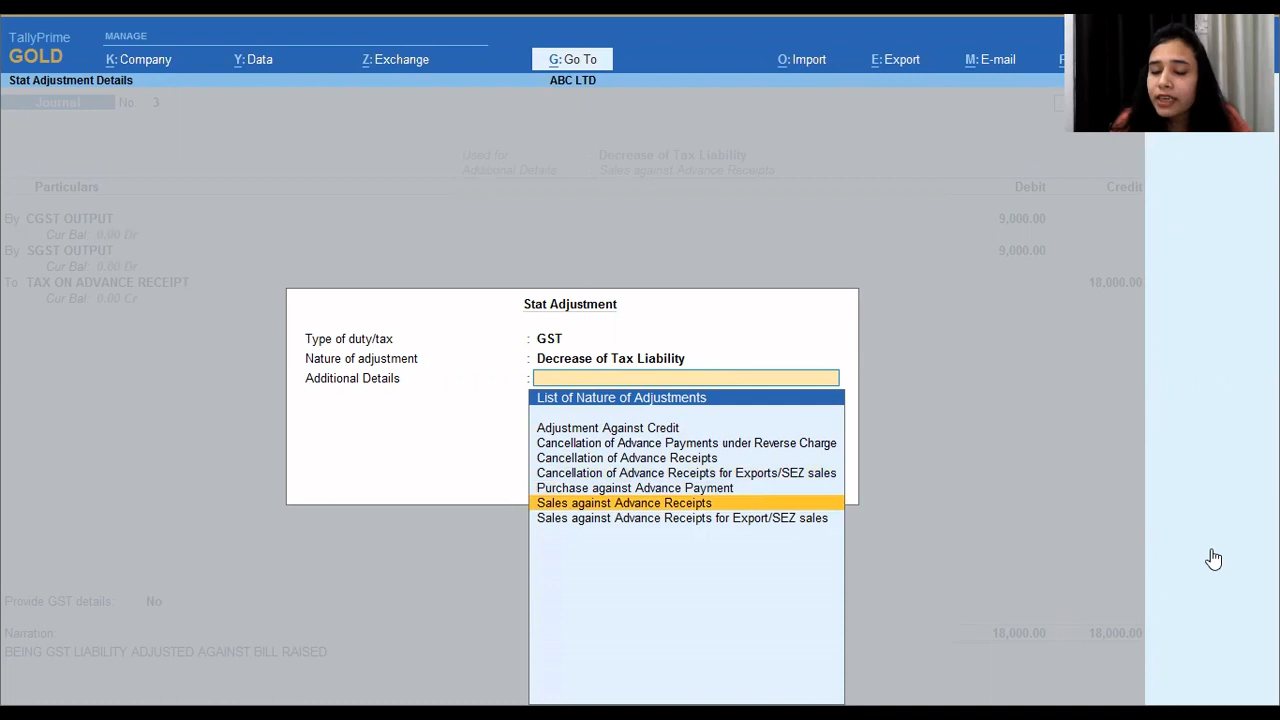 TallyPrime
GOLD
MANAGE
K: Company
Y: Data
Z: Exchange
G: Go To
O: Import
E: Export
M: E-mail
Stat Adjustment Details
ABC LTD
Journal No. 3
Used for : Decrease of Tax Liability
Additional Details : Sales against Advance Receipts
Particulars Debit Credit
By CGST OUTPUT 9,000.00
Cur Bal: 0.00 Dr
By SGST OUTPUT 9,000.00
Cur Bal: 0.00 Dr
To TAX ON ADVANCE RECEIPT 18,000.00
Cur Bal: 0.00 Cr
Stat Adjustment
Type of duty/tax : GST
Nature of adjustment : Decrease of Tax Liability
Additional Details :
List of Nature of Adjustments
Adjustment Against Credit
Cancellation of Advance Payments under Reverse Charge
Cancellation of Advance Receipts
Cancellation of Advance Receipts for Exports/SEZ sales
Purchase against Advance Payment
Sales against Advance Receipts
Sales against Advance Receipts for Export/SEZ sales
Provide GST details: No
Narration 18,000.00 18,000.00
BEING GST LIABILITY ADJUSTED AGAINST BILL RAISED